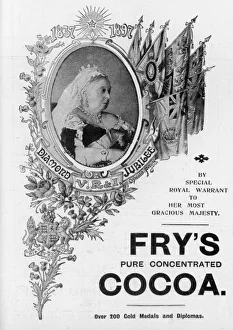 1837 1897
DIAMOND V.R & I JUBILEE
BY
SPECIAL
ROYAL WARRANT
TO
HER MOST
GRACIOUS MAJESTY.
FRY'S
PURE CONCENTRATED
COCOA.
Over 200 Gold Medals and Diplomas.